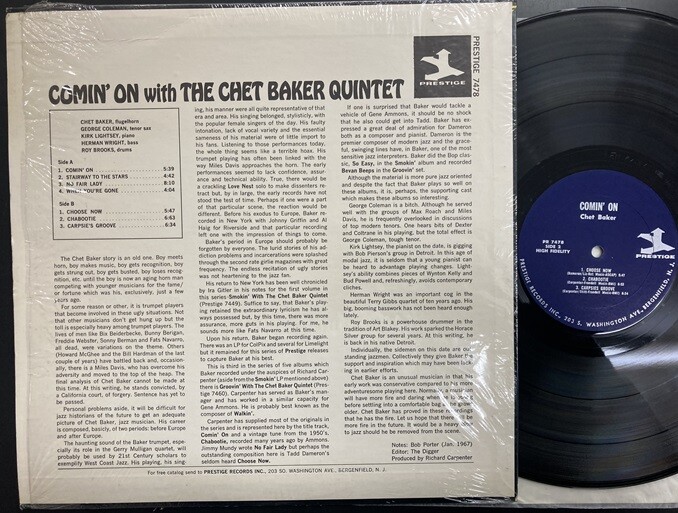 PRESTIGE
PRESTIGE 7478
COMIN' ON with THE CHET BAKER QUINTET
CHET BAKER, flugelhorn
GEORGE COLEMAN, tenor sax
KIRK LIGHTSEY, piano
HERMAN WRIGHT, bass
ROY BROOKS, drums
Side A
1. COMIN' ON 5:39
2. STAIRWAY TO THE STARS 4:42
3. NO FAIR LADY 8:10
4. WHEN YOU'RE GONE 4:04
Side B
1. CHOOSE NOW 5:47
2. CHABOOTIE 6:53
3. CARPSIE'S GROOVE 6:34
The Chet Baker story is an old one. Boy meets
horn, boy makes music, boy gets recognition, boy
gets strung out, boy gets busted, boy loses recog-
nition, etc. until the boy is now an aging horn man
competing with younger musicians for the fame/
or fortune which was his, exclusively, just a few
years ago.
For some reason or other, it is trumpet players
that become involved in these ugly situations. Not
that other musicians don't get hung up but the
toll is especially heavy among trumpet players. The
lives of men like Bix Beiderbecke, Bunny Berigan,
Freddie Webster, Sonny Berman and Fats Navarro,
all dead, were variations on the theme. Others
(Howard McGhee and the Bill Hardman of the last
couple of years) have battled back and, occasion-
ally, there is a Miles Davis, who has overcome his
adversity and moved to the top of the heap. The
final analysis of Chet Baker cannot be made at
this time. At this writing, he stands convicted, by
a California court, of forgery. Sentence has yet to
be passed.
Personal problems aside, it will be difficult for
jazz historians of the future to get an adequate
picture of Chet Baker, jazz musician. His career
is composed, basicly, of two periods; before Europe
and after Europe.
The haunting sound of the Baker trumpet, espe-
cially its role in the Gerry Mulligan quartet, will
probably be used by 21st Century scholars to
exemplify West Coast Jazz. His playing, his sing-
ing, his manner were all quite representative of that
era and area. His singing belonged, stylisticly, with
the popular female singers of the day. His faulty
intonation, lack of vocal variety and the essential
sameness of his material were of little import to
his fans. Listening to those performances today,
the whole thing seems like a terrible hoax. His
trumpet playing has often been linked with the
way Miles Davis approaches the horn. The early
performances seemed to lack confidence, assur-
ance and technical ability. True, there would be
a crackling Love Nest solo to make dissenters re-
tract but, by in large, the early records have not
stood the test of time. Perhaps if one were a part
of that particular scene, the reaction would be
different. Before his exodus to Europe, Baker re-
corded in New York with Johnny Griffin and Al
Haig for Riverside and that particular recording
left one with the impression of things to come.
Baker's period in Europe should probably be
forgotten by everyone. The lurid stories of his ad-
diction problems and incarcerations were splashed
through the second rate girlie magazines with great
frequency. The endless recitation of ugly stories
was not heartening to the jazz fan.
His return to New York has been well chronicled
by Ira Gitler in his notes for the first volume in
this series-Smokin' With The Chet Baker Quintet
(Prestige 7449). Suffice to say, that Baker's play-
ing retained the extraordinary lyricism he has al-
ways possessed but, by this time, there was more
assurance, more guts in his playing. For me, he
sounds more like Fats Navarro at this time.
Upon his return, Baker began recording again.
There was an LP for ColPix and several for Limelight
but it remained for this series of Prestige releases
to capture Baker at his best.
This is third in the series of five albums which
Baker recorded under the auspices of Richard Car-
penter (aside from the Smokin' LP mentioned above)
there is Groovin' With The Chet Baker Quintet (Pres-
tige 7460). Carpenter has served as Baker's man-
ager and has worked in a similar capacity for
Gene Ammons. He is probably best known as the
composer of Walkin'.
Carpenter has supplied most of the originals in
the series and is represented here by the title track,
Comin' On and a vintage tune from the 1950's,
Chabootie, recorded many years ago by Ammons.
Jimmy Mundy wrote No Fair Lady but perhaps the
outstanding composition here is Tadd Dameron's
seldom heard Choose Now.
If one is surprised that Baker would tackle a
vehicle of Gene Ammons, it should be no shock
that he also could get into Tadd. Baker has ex-
pressed a great deal of admiration for Dameron
both as a composer and pianist. Dameron is the
premier composer of modern jazz and the grace-
ful, swinging lines have, in Baker, one of the most
sensitive jazz interpreters. Baker did the Bop clas-
sic, So Easy, in the Smokin' album and recorded
Bevan Beeps in the Groovin' set.
Although the material is more pure jazz oriented
and despite the fact that Baker plays so well on
these albums, it is, perhaps, the supporting cast
which makes these albums so interesting.
George Coleman is a bitch. Although he served
well with the groups of Max Roach and Miles
Davis, he is frequently overlooked in discussions
of top modern tenors. One hears bits of Dexter
and Coltrane in his playing, but the total effect is
George Coleman, tough tenor.
Kirk Lightsey, the pianist on the date, is gigging
with Bob Pierson's group in Detroit. In this age of
modal jazz, it is seldom that a young pianist can
be heard to advantage playing changes. Light-
sey's ability combines pieces of Wynton Kelly and
Bud Powell and, refreshingly, avoids contemporary
cliches.
Herman Wright was an important cog in the
beautiful Terry Gibbs quartet of ten years ago. His
big, booming basswork has not been heard enough
lately.
Roy Brooks is a powerhouse drummer in the
tradition of Art Blakey. His work sparked the Horace
Silver group for several years. At this writing, he
is back in his native Detroit.
Individually, the sidemen on this date are out-
standing jazzmen. Collectively they give Baker the
support and inspiration which may have been lack-
ing in earlier efforts.
Chet Baker is an unusual musician in that his
early work was conservative compared to his more
adventuresome playing here. Normally, a musician
will have more fire and daring when he is young
before settling into a comfortable bag as he grows
older. Chet Baker has proved in these recordings
that he has the fire. Let us hope that there will be
more fire in the future. It would be a heavy blow
to jazz should he be removed from the scene.
Notes: Bob Porter (Jan. 1967)
Editor: The Digger
Produced by Richard Carpenter
For free catalog send to PRESTIGE RECORDS INC., 203 SO. WASHINGTON AVE., BERGENFIELD, N. J.
COMIN' ON
Chet Baker
PR 7478
SIDE 2
HIGH FIDELITY
PRESTIGE
1. CHOOSE NOW
2. CHABOOTIE
3. CARPSIES GROOVE
PRESTIGE RECORDS INC., 203 S. WASHINGTON AVE., BERGENFIELD, N. J.